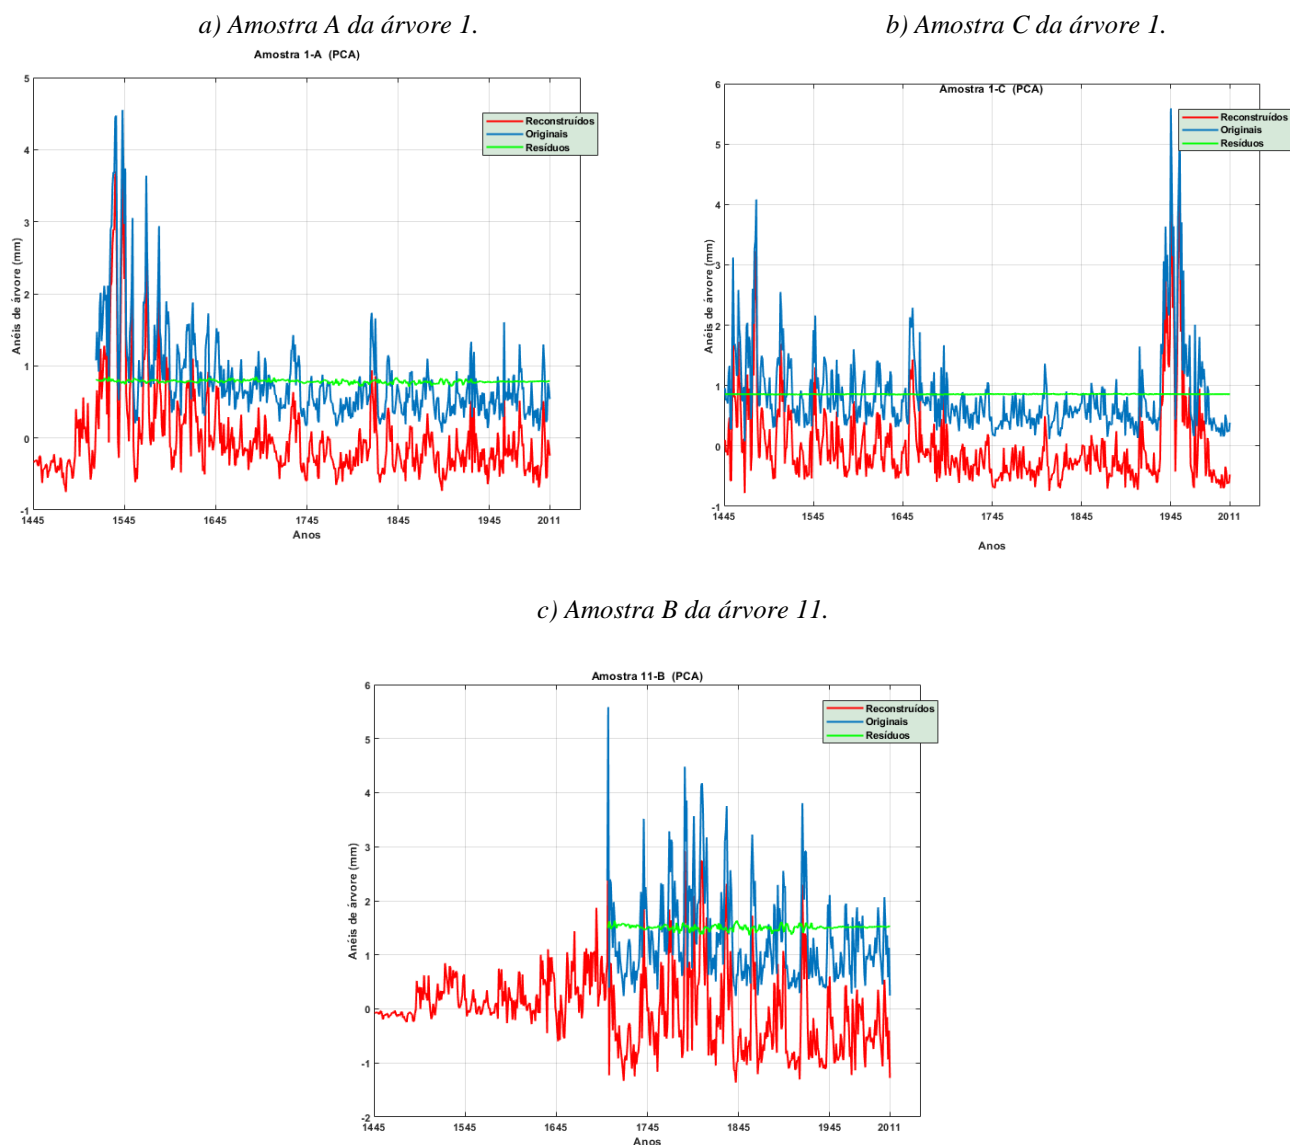 a) Amostra A da árvore 1.
Amostra 1-A (PCA)
5
4
3
2
1
0
-1
Anéis de árvore (mm)
Reconstruídos
Originais
Resíduos
1445 1545 1645 1745 1845 1945 2011
Anos
b) Amostra C da árvore 1.
Amostra 1-C (PCA)
6
5
4
3
2
1
0
-1
Anéis de árvore (mm)
Reconstruídos
Originais
Resíduos
1445 1545 1645 1745 1845 1945 2011
Anos
c) Amostra B da árvore 11.
Amostra 11-B (PCA)
6
5
4
3
2
1
0
-1
-2
Anéis de árvore (mm)
Reconstruídos
Originais
Resíduos
1445 1545 1645 1745 1845 1945 2011
Anos